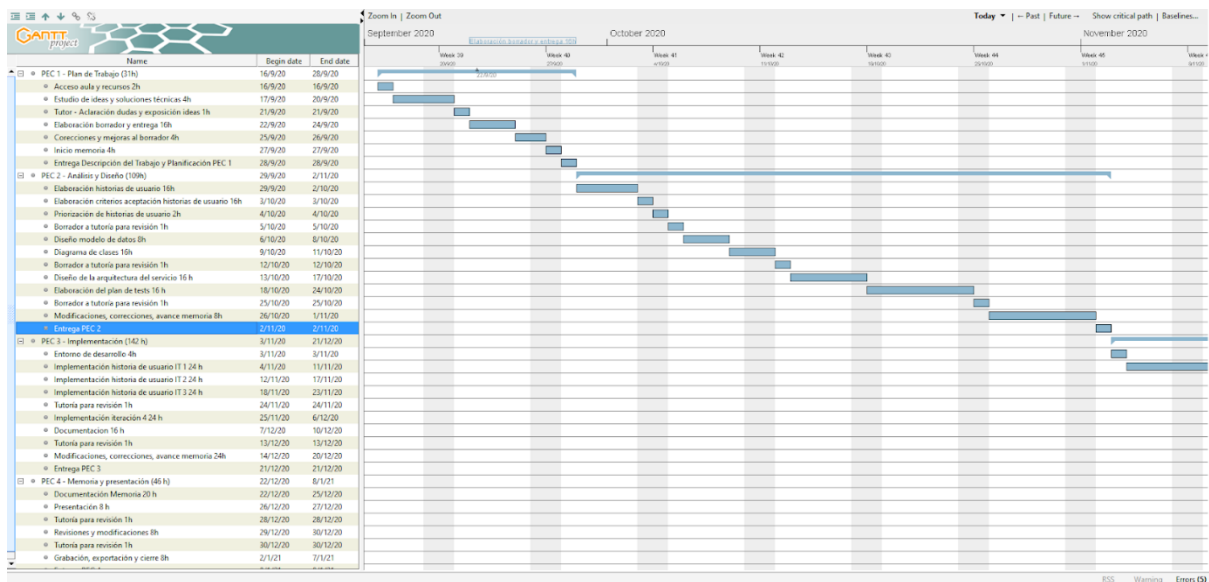 Zoom In | Zoom Out
Today ▾ | ← Past | Future → Show critical path | Baselines...
GANTT project
September 2020 October 2020 November 2020
Elaboración borrador y entrega 16h
Name Begin date End date
Week 39 Week 40 Week 41 Week 42 Week 43 Week 44 Week 45
PEC 1 - Plan de Trabajo (31h) 16/9/20 28/9/20
Acceso aula y recursos 2h 16/9/20 16/9/20
Estudio de ideas y soluciones técnicas 4h 17/9/20 20/9/20
Tutor - Aclaración dudas y exposición ideas 1h 21/9/20 21/9/20
Elaboración borrador y entrega 16h 22/9/20 24/9/20
Corecciones y mejoras al borrador 4h 25/9/20 26/9/20
Inicio memoria 4h 27/9/20 27/9/20
Entrega Descripción del Trabajo y Planificación PEC 1 28/9/20 28/9/20
PEC 2 - Análisis y Diseño (109h) 29/9/20 2/11/20
Elaboración historias de usuario 16h 29/9/20 2/10/20
Elaboración criterios aceptación historias de usuario 16h 3/10/20 3/10/20
Priorización de historias de usuario 2h 4/10/20 4/10/20
Borrador a tutoría para revisión 1h 5/10/20 5/10/20
Diseño modelo de datos 8h 6/10/20 8/10/20
Diagrama de clases 16h 9/10/20 11/10/20
Borrador a tutoría para revisión 1h 12/10/20 12/10/20
Diseño de la arquitectura del servicio 16 h 13/10/20 17/10/20
Elaboración del plan de tests 16 h 18/10/20 24/10/20
Borrador a tutoría para revisión 1h 25/10/20 25/10/20
Modificaciones, correcciones, avance memoria 8h 26/10/20 1/11/20
Entrega PEC 2 2/11/20 2/11/20
PEC 3 - Implementación (142 h) 3/11/20 21/12/20
Entorno de desarrollo 4h 3/11/20 3/11/20
Implementación historia de usuario IT 1 24 h 4/11/20 11/11/20
Implementación historia de usuario IT 2 24 h 12/11/20 17/11/20
Implementación historia de usuario IT 3 24 h 18/11/20 23/11/20
Tutoría para revisión 1h 24/11/20 24/11/20
Implementación iteración 4 24 h 25/11/20 6/12/20
Documentacion 16 h 7/12/20 10/12/20
Tutoría para revisión 1h 13/12/20 13/12/20
Modificaciones, correcciones, avance memoria 24h 14/12/20 20/12/20
Entrega PEC 3 21/12/20 21/12/20
PEC 4 - Memoria y presentación (46 h) 22/12/20 8/1/21
Documentación Memoria 20 h 22/12/20 25/12/20
Presentación 8 h 26/12/20 27/12/20
Tutoría para revisión 1h 28/12/20 28/12/20
Revisiones y modificaciones 8h 29/12/20 30/12/20
Tutoría para revisión 1h 30/12/20 30/12/20
Grabación, exportación y cierre 8h 2/1/21 7/1/21
RSS Warning Errors (5)